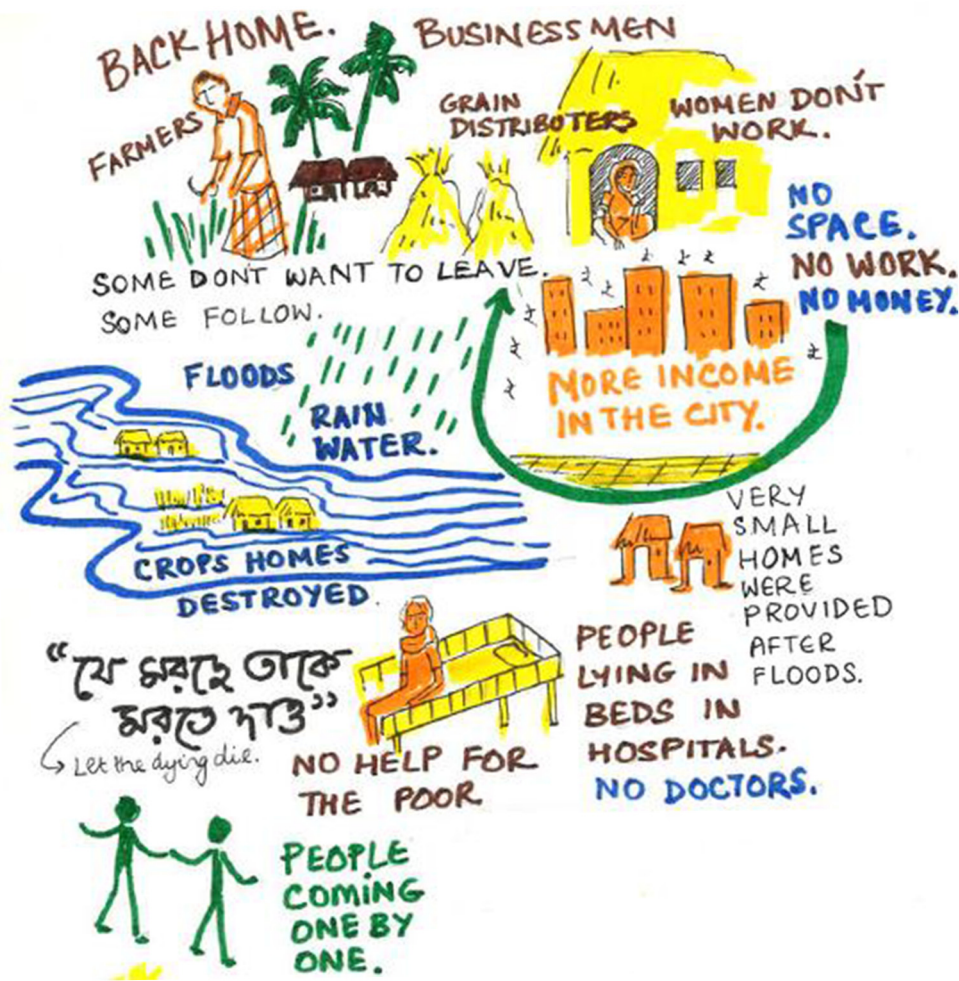 BACK HOME.
BUSINESSMEN
FARMERS
GRAIN
DISTRIBUTERS
WOMEN DON'T
WORK.
NO
SPACE.
NO WORK.
NO MONEY.
SOME DONT WANT TO LEAVE.
SOME FOLLOW.
₹ ₹ ₹ ₹ ₹ ₹ ₹ ₹ ₹
MORE INCOME
IN THE CITY.
FLOODS
RAIN
WATER.
CROPS HOMES
DESTROYED.
VERY
SMALL
HOMES
WERE
PROVIDED
AFTER
FLOODS.
"যে মরছে তাকে
মরতে দাও"
Let the dying die.
NO HELP FOR
THE POOR
PEOPLE
LYING IN
BEDS IN
HOSPITALS.
NO DOCTORS.
PEOPLE
COMING
ONE BY
ONE.